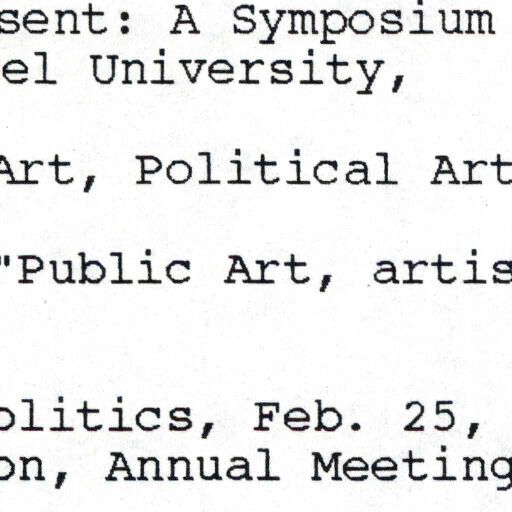 sent: A Symposium
el University,
Art, Political Art
"Public Art, artis
olitics, Feb. 25,
on, Annual Meeting